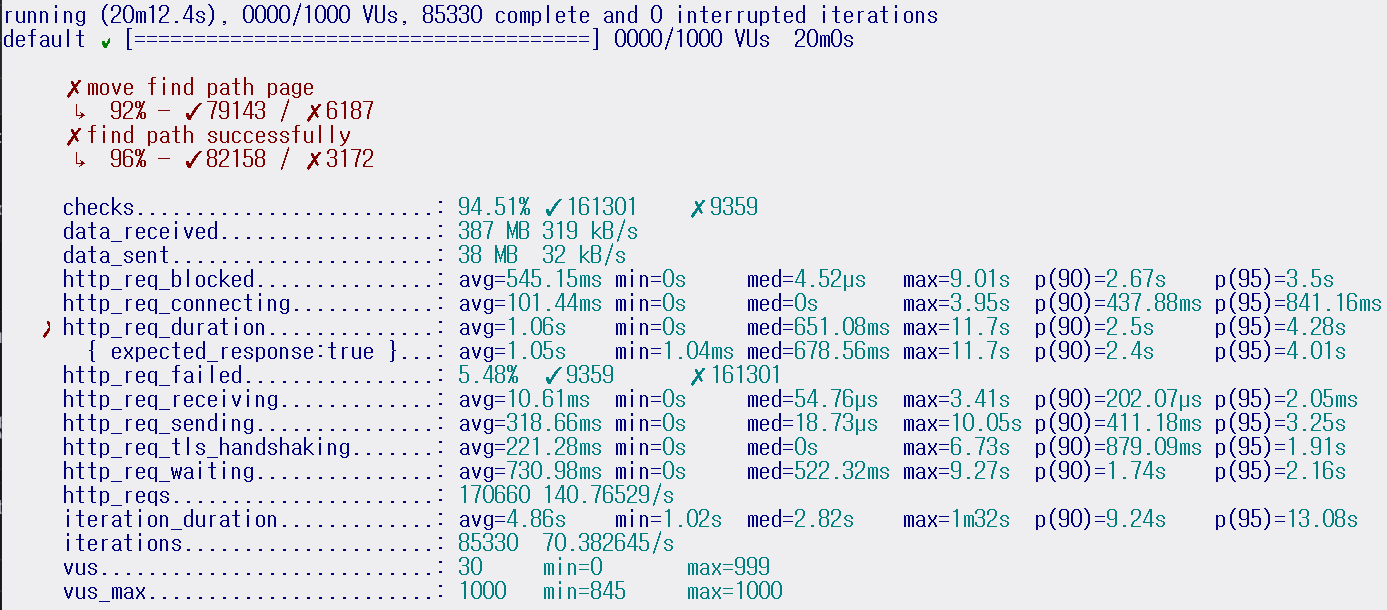 running (20m12.4s), 0000/1000 VUs, 85330 complete and 0 interrupted iterations
default ✓ [======================================] 0000/1000 VUs  20m0s
✗ move find path page
↳  92% — ✓ 79143 / ✗ 6187
✗ find path successfully
↳  96% — ✓ 82158 / ✗ 3172
checks.........................: 94.51% ✓ 161301    ✗ 9359
data_received..................: 387 MB 319 kB/s
data_sent......................: 38 MB  32 kB/s
http_req_blocked...............: avg=545.15ms min=0s     med=4.52µs   max=9.01s  p(90)=2.67s    p(95)=3.5s
http_req_connecting............: avg=101.44ms min=0s     med=0s       max=3.95s  p(90)=437.88ms p(95)=841.16ms
✗ http_req_duration..............: avg=1.06s    min=0s     med=651.08ms max=11.7s  p(90)=2.5s     p(95)=4.28s
{ expected_response:true }...: avg=1.05s    min=1.04ms med=678.56ms max=11.7s  p(90)=2.4s     p(95)=4.01s
http_req_failed................: 5.48%  ✓ 9359      ✗ 161301
http_req_receiving.............: avg=10.61ms  min=0s     med=54.76µs  max=3.41s  p(90)=202.07µs p(95)=2.05ms
http_req_sending...............: avg=318.66ms min=0s     med=18.73µs  max=10.05s p(90)=411.18ms p(95)=3.25s
http_req_tls_handshaking.......: avg=221.28ms min=0s     med=0s       max=6.73s  p(90)=879.09ms p(95)=1.91s
http_req_waiting...............: avg=730.98ms min=0s     med=522.32ms max=9.27s  p(90)=1.74s    p(95)=2.16s
http_reqs......................: 170660 140.76529/s
iteration_duration.............: avg=4.86s    min=1.02s  med=2.82s    max=1m32s  p(90)=9.24s    p(95)=13.08s
iterations.....................: 85330  70.382645/s
vus............................: 30     min=0       max=999
vus_max........................: 1000   min=845     max=1000